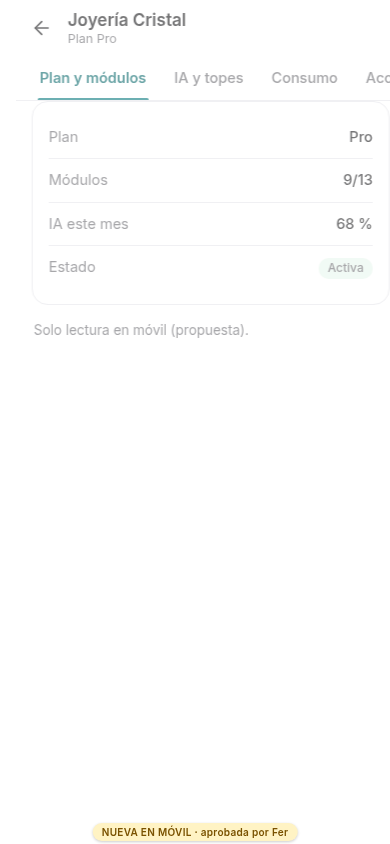 Joyería Cristal
Plan Pro
Plan y módulos IA y topes Consumo
Plan Pro
Módulos 9/13
IA este mes 68 %
Estado Activa
Solo lectura en móvil (propuesta).
NUEVA EN MÓVIL · aprobada por Fer